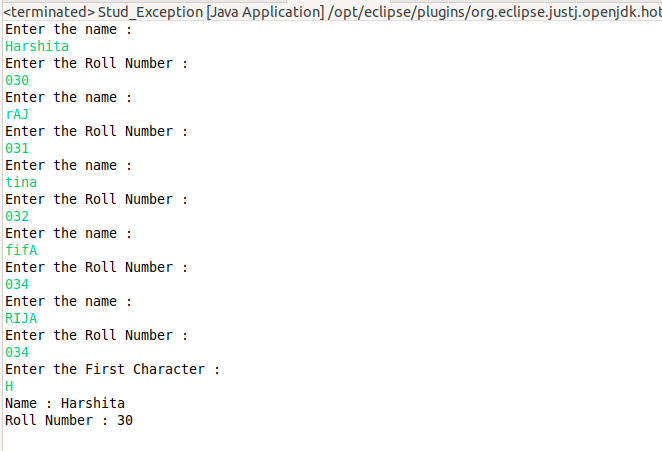 <terminated> Stud_Exception [Java Application] /opt/eclipse/plugins/org.eclipse.justj.openjdk.hot
Enter the name :
Harshita
Enter the Roll Number :
030
Enter the name :
rAJ
Enter the Roll Number :
031
Enter the name :
tina
Enter the Roll Number :
032
Enter the name :
fifA
Enter the Roll Number :
034
Enter the name :
RIJA
Enter the Roll Number :
034
Enter the First Character :
H
Name : Harshita
Roll Number : 30